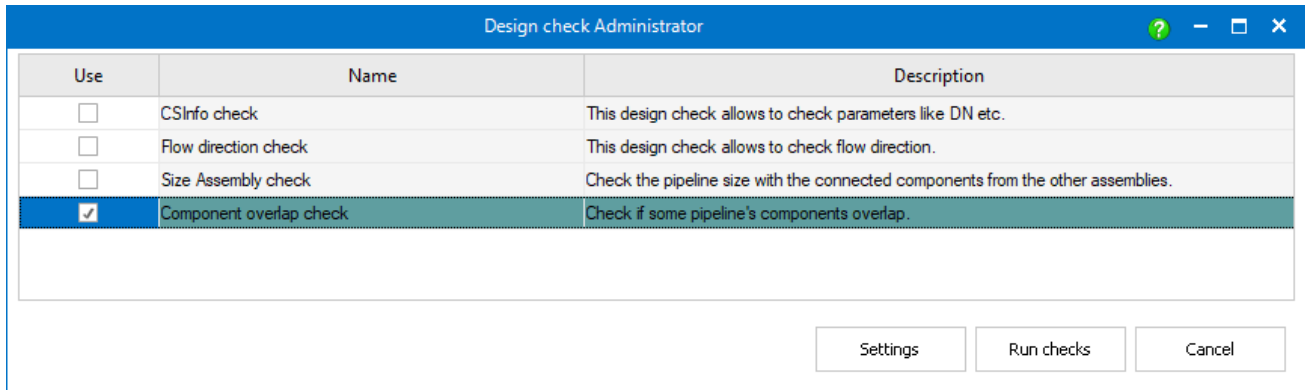 Design check Administrator
Use Name Description
CSInfo check This design check allows to check parameters like DN etc.
Flow direction check This design check allows to check flow direction.
Size Assembly check Check the pipeline size with the connected components from the other assemblies.
Component overlap check Check if some pipeline's components overlap.
Settings Run checks Cancel